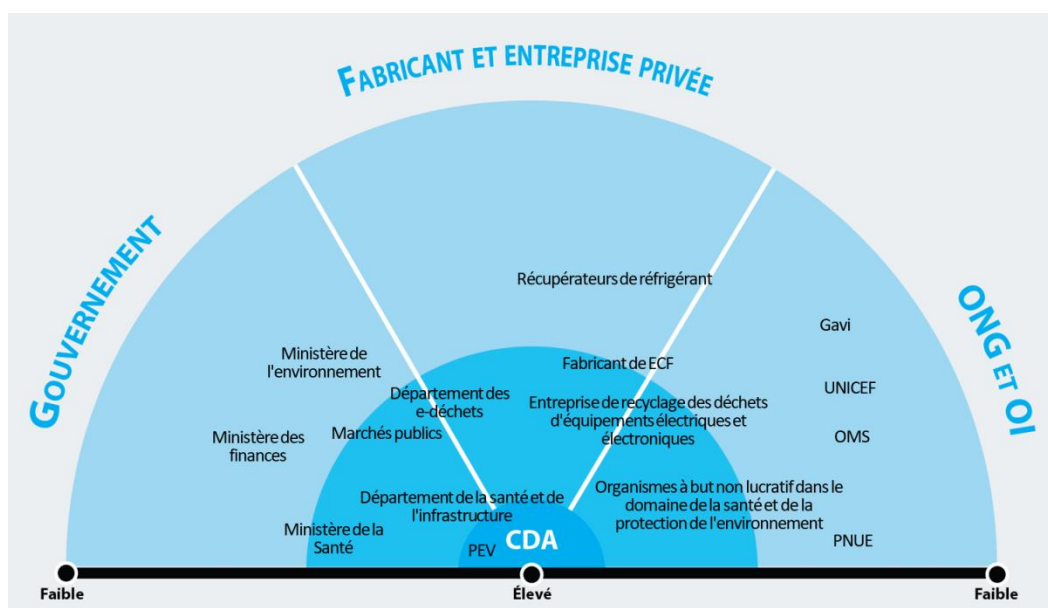 FABRICANT ET ENTREPRISE PRIVÉE
GOUVERNEMENT
ONG ET OI
Récupérateurs de réfrigérant
Gavi
Ministère de
l'environnement
Fabricant de ECF
UNICEF
Département des
e-déchets
Entreprise de recyclage des déchets
d'équipements électriques et
électroniques
Marchés publics
Ministère des
finances
OMS
Département de la santé et de
l'infrastructure
Organismes à but non lucratif dans le
domaine de la santé et de la
protection de l'environnement
Ministère de la
Santé
PEV
CDA
PNUE
Faible
Élevé
Faible